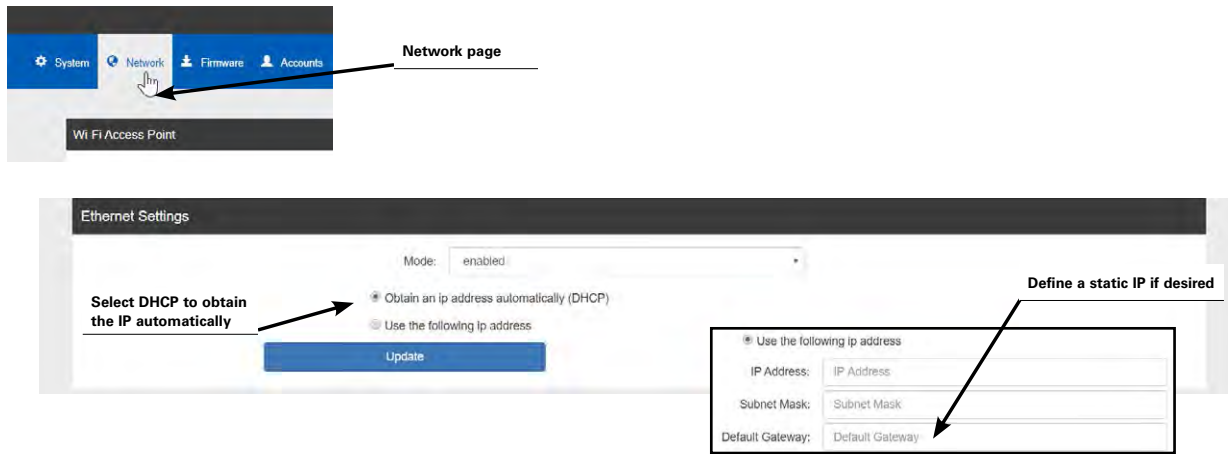 System Network Firmware Accounts
Network page
Wi Fi Access Point
Ethernet Settings
Mode: enabled
Select DHCP to obtain
the IP automatically
Obtain an ip address automatically (DHCP)
Use the following ip address
Update
Define a static IP if desired
Use the following ip address
IP Address: IP Address
Subnet Mask: Subnet Mask
Default Gateway: Default Gateway